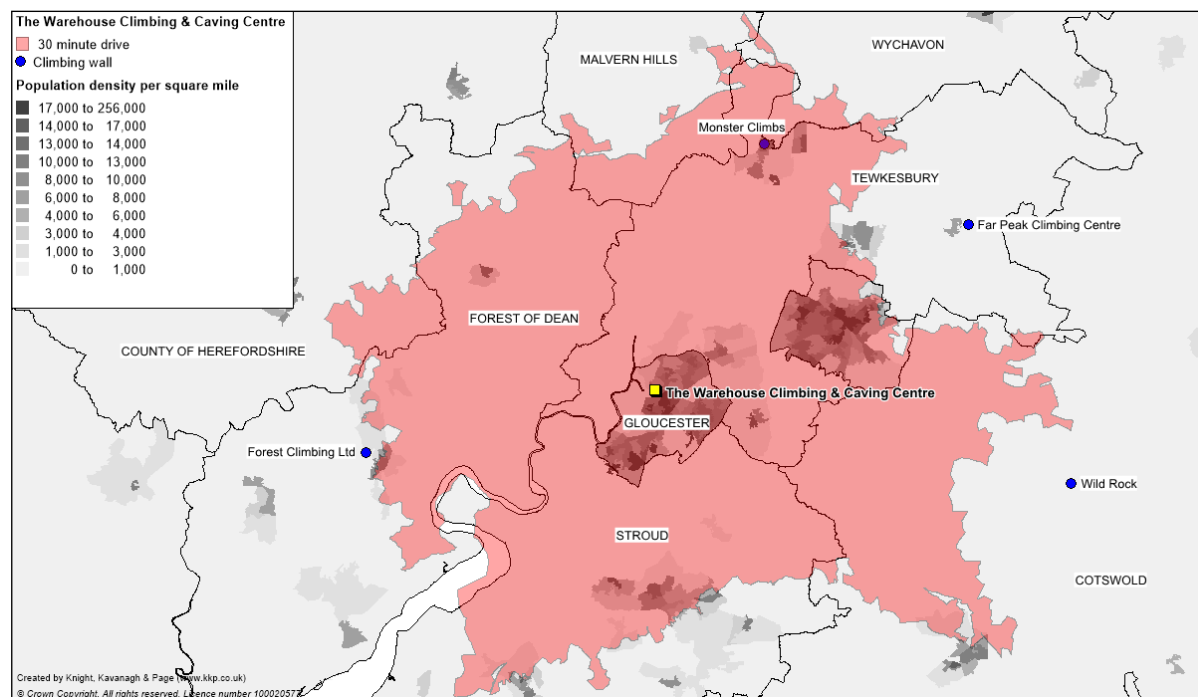 The Warehouse Climbing & Caving Centre
30 minute drive
Climbing wall
Population density per square mile
17,000 to 256,000
14,000 to 17,000
13,000 to 14,000
10,000 to 13,000
8,000 to 10,000
6,000 to 8,000
4,000 to 6,000
3,000 to 4,000
1,000 to 3,000
0 to 1,000
WYCHAVON
MALVERN HILLS
Monster Climbs
TEWKESBURY
Far Peak Climbing Centre
FOREST OF DEAN
COUNTY OF HEREFORDSHIRE
The Warehouse Climbing & Caving Centre
GLOUCESTER
Forest Climbing Ltd
Wild Rock
STROUD
COTSWOLD
Created by Knight, Kavanagh & Page (www.kkp.co.uk)
© Crown Copyright. All rights reserved. Licence number 100020577